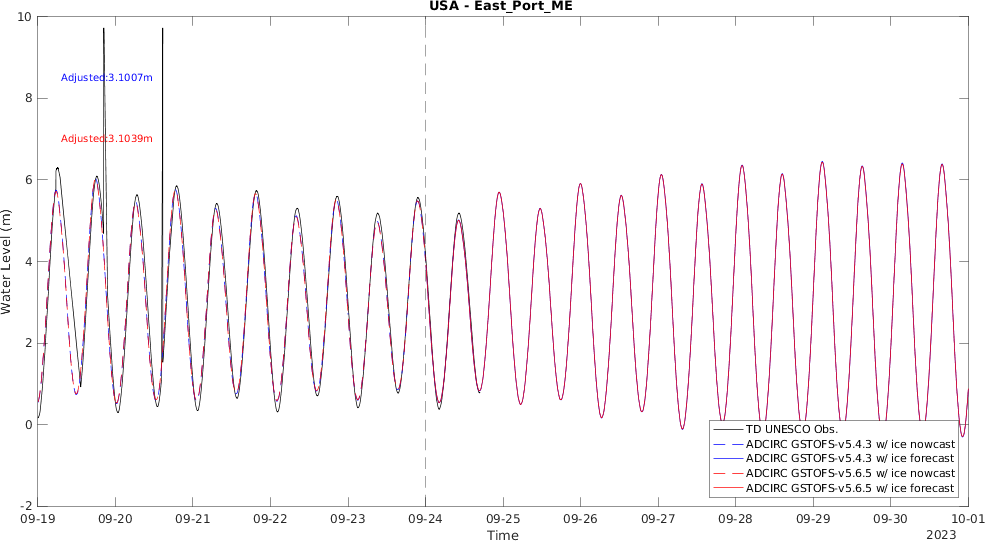 USA - East_Port_ME
10
8
6
4
2
0
-2
Water Level (m)
Adjusted:3.1007m
Adjusted:3.1039m
TD UNESCO Obs.
ADCIRC GSTOFS-v5.4.3 w/ ice nowcast
ADCIRC GSTOFS-v5.4.3 w/ ice forecast
ADCIRC GSTOFS-v5.6.5 w/ ice nowcast
ADCIRC GSTOFS-v5.6.5 w/ ice forecast
09-19 09-20 09-21 09-22 09-23 09-24 09-25 09-26 09-27 09-28 09-29 09-30 10-01
Time
2023